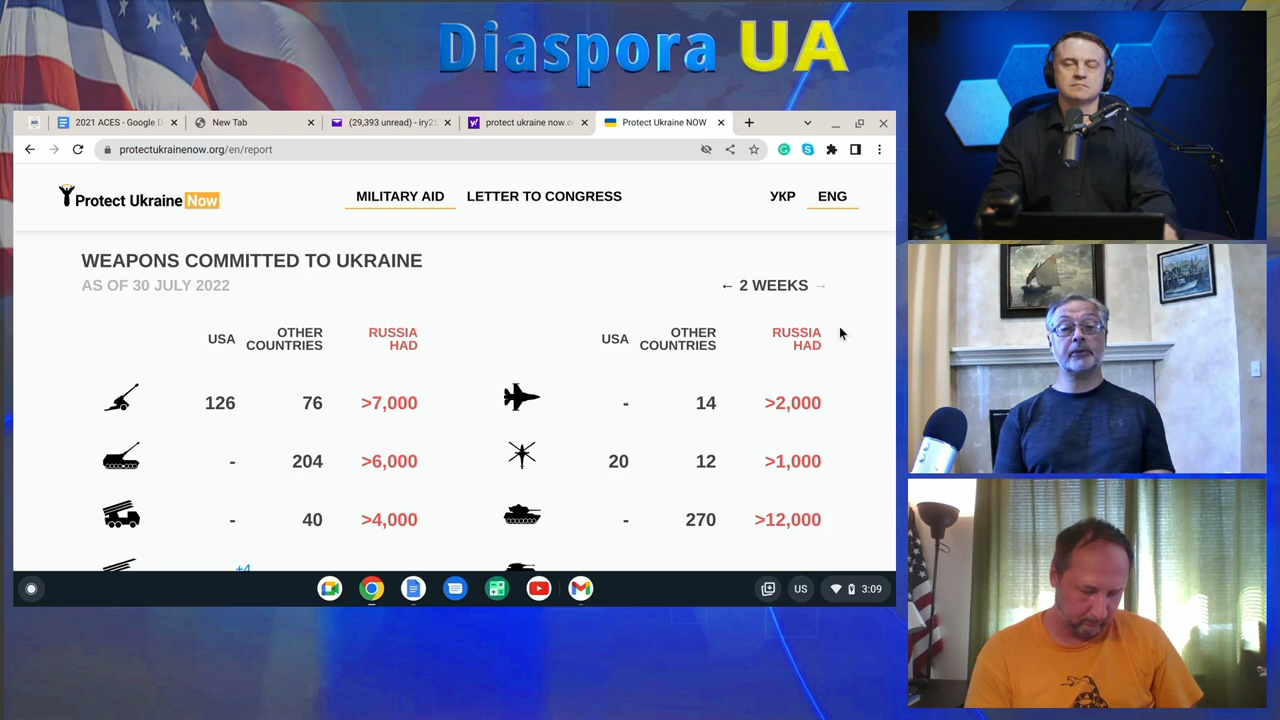 Diaspora UA
2021 ACES - Google D
New Tab
(29,393 unread) - iry25
protect ukraine now.o
Protect Ukraine NOW
protectukrainenow.org/en/report
Protect Ukraine Now
MILITARY AID
LETTER TO CONGRESS
УКР
ENG
WEAPONS COMMITTED TO UKRAINE
AS OF 30 JULY 2022
← 2 WEEKS →
USA OTHER COUNTRIES RUSSIA HAD
126 76 >7,000
- 204 >6,000
- 40 >4,000
+4
USA OTHER COUNTRIES RUSSIA HAD
- 14 >2,000
20 12 >1,000
- 270 >12,000
US
3:09